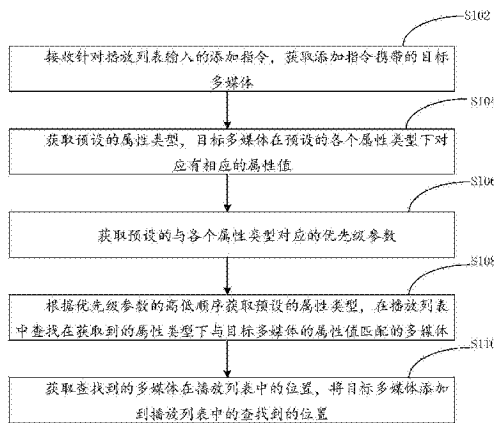 S102
接收针对播放列表输入的添加指令，获取添加指令携带的目标
多媒体
S104
获取预设的属性类型，目标多媒体在预设的各个属性类型下对
应有相应的属性值
S106
获取预设的与各个属性类型对应的优先级参数
S108
根据优先级参数的高低顺序获取预设的属性类型，在播放列表
中查找在获取到的属性类型下与目标多媒体的属性值匹配的多媒体
S110
获取查找到的多媒体在播放列表中的位置，将目标多媒体添加
到播放列表中的查找到的位置